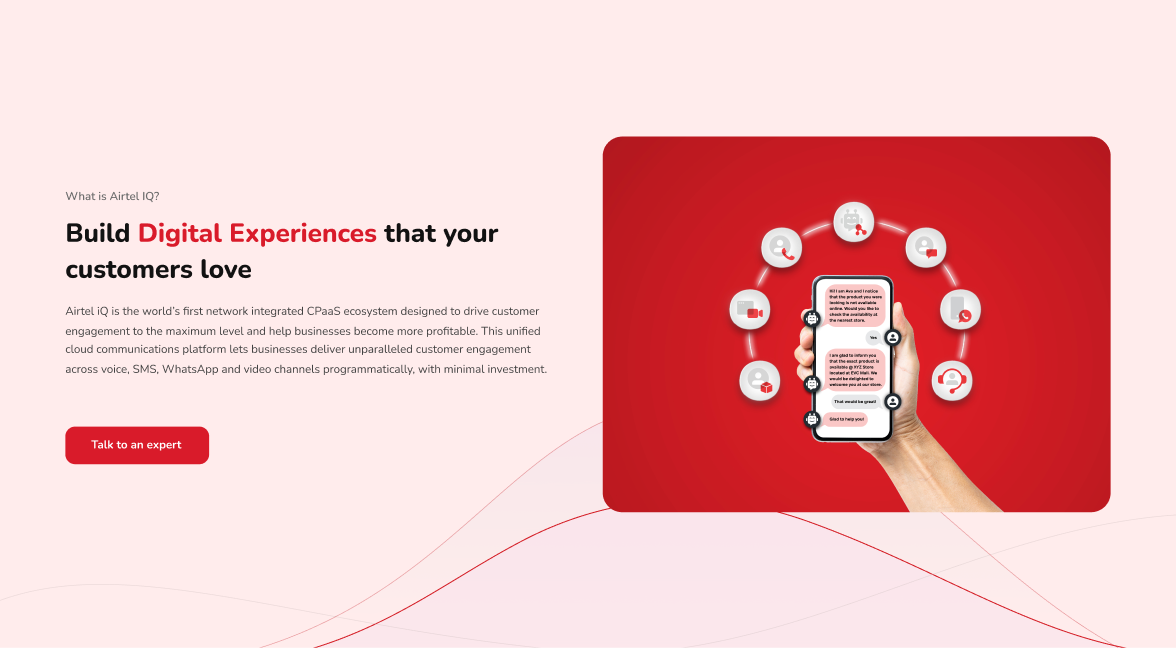 What is Airtel IQ?
Build Digital Experiences that your
customers love
Airtel iQ is the world's first network integrated CPaaS ecosystem designed to drive customer
engagement to the maximum level and help businesses become more profitable. This unified
cloud communications platform lets businesses deliver unparalleled customer engagement
across voice, SMS, WhatsApp and video channels programmatically, with minimal investment.
Talk to an expert
Hi! I am Ava and I notice
that the product you were
looking is not available
online. Would you like to
check the availability at
the nearest store.
Yes
I am glad to inform you
that the exact product is
available @ XYZ Store
located at EVC Mall. We
would be delighted to
welcome you at our store.
That would be great!
Glad to help you!